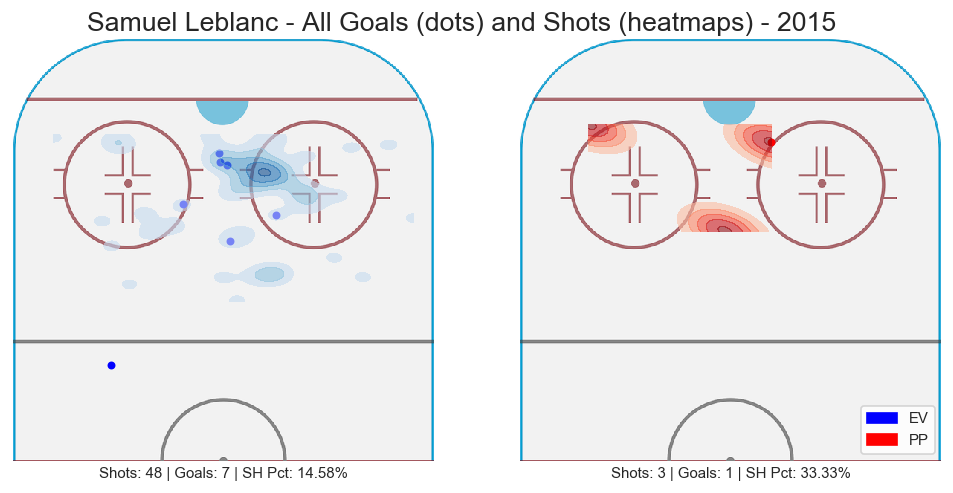 Samuel Leblanc - All Goals (dots) and Shots (heatmaps) - 2015
EV
PP
Shots: 48 | Goals: 7 | SH Pct: 14.58%
Shots: 3 | Goals: 1 | SH Pct: 33.33%